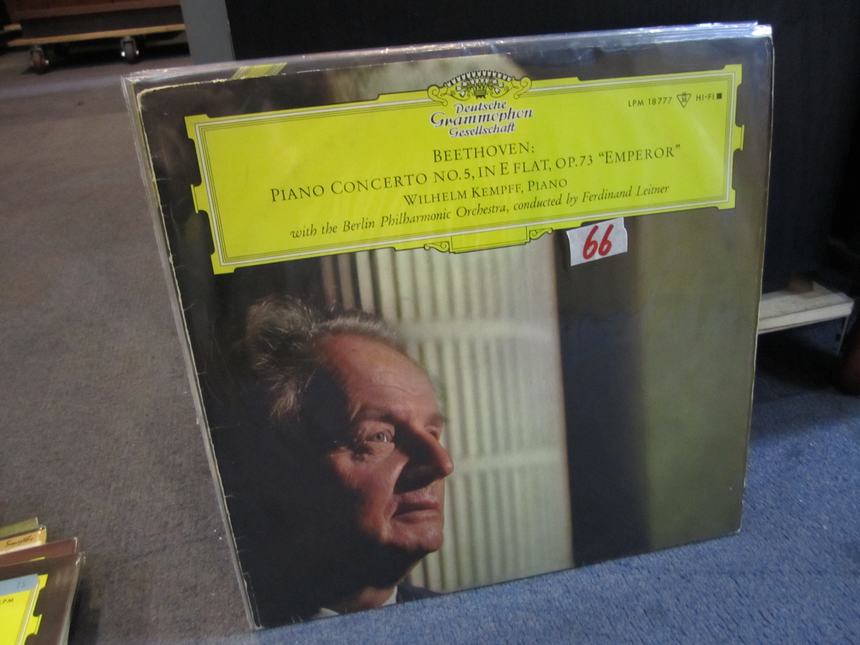 Deutsche
Grammophon
Gesellschaft
LPM 18777 HI-FI
BEETHOVEN:
PIANO CONCERTO NO. 5, IN E FLAT, OP. 73 "EMPEROR"
WILHELM KEMPFF, PIANO
with the Berlin Philharmonic Orchestra, conducted by Ferdinand Leitner
66